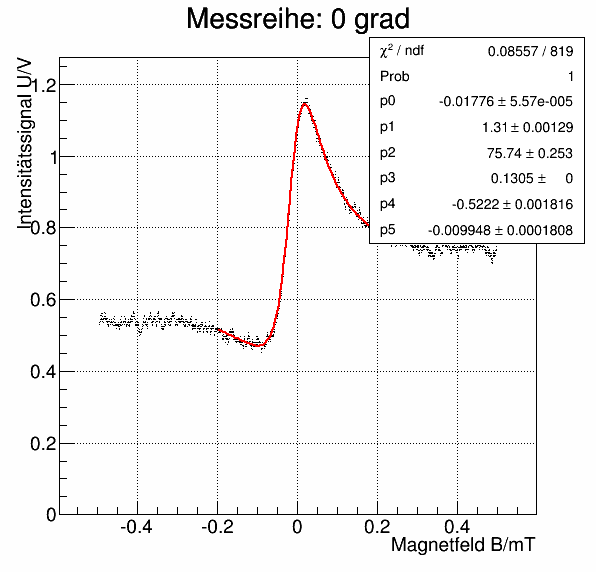 Messreihe: 0 grad
χ² / ndf 0.08557 / 819
Prob 1
p0 -0.01776 ± 5.57e-005
p1 1.31 ± 0.00129
p2 75.74 ± 0.253
p3 0.1305 ± 0
p4 -0.5222 ± 0.001816
p5 -0.009948 ± 0.0001808
Intensitätssignal U/V
1.2
1
0.8
0.6
0.4
0.2
0
-0.4 -0.2 0 0.2 0.4
Magnetfeld B/mT